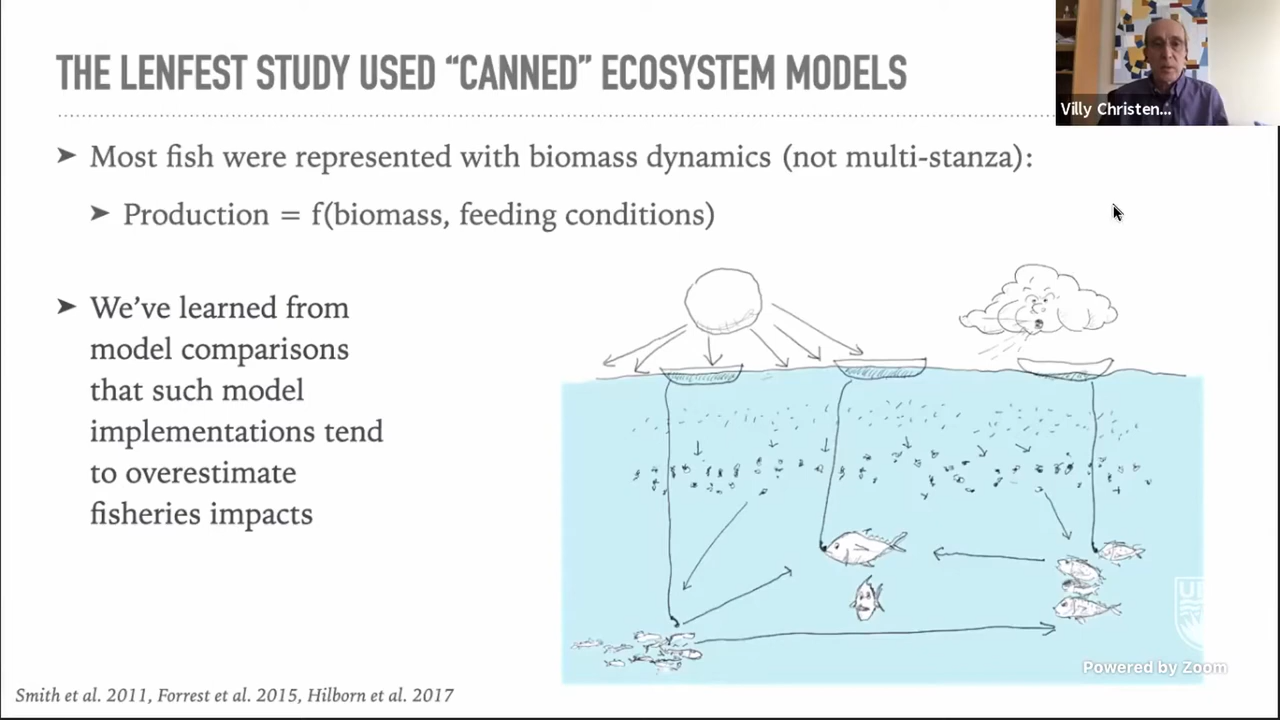 THE LENFEST STUDY USED “CANNED” ECOSYSTEM MODELS
Villy Christen...
➤ Most fish were represented with biomass dynamics (not multi-stanza):
➤ Production = f(biomass, feeding conditions)
➤ We’ve learned from
model comparisons
that such model
implementations tend
to overestimate
fisheries impacts
Powered by Zoom
Smith et al. 2011, Forrest et al. 2015, Hilborn et al. 2017